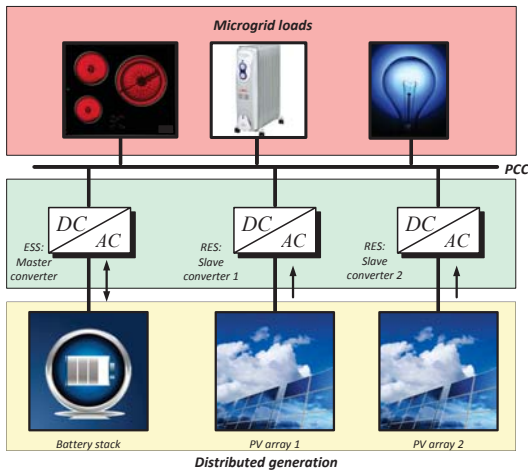 Microgrid loads
PCC
DC
AC
ESS:
Master
converter
DC
AC
RES:
Slave
converter 1
DC
AC
RES:
Slave
converter 2
Battery stack
PV array 1
PV array 2
Distributed generation